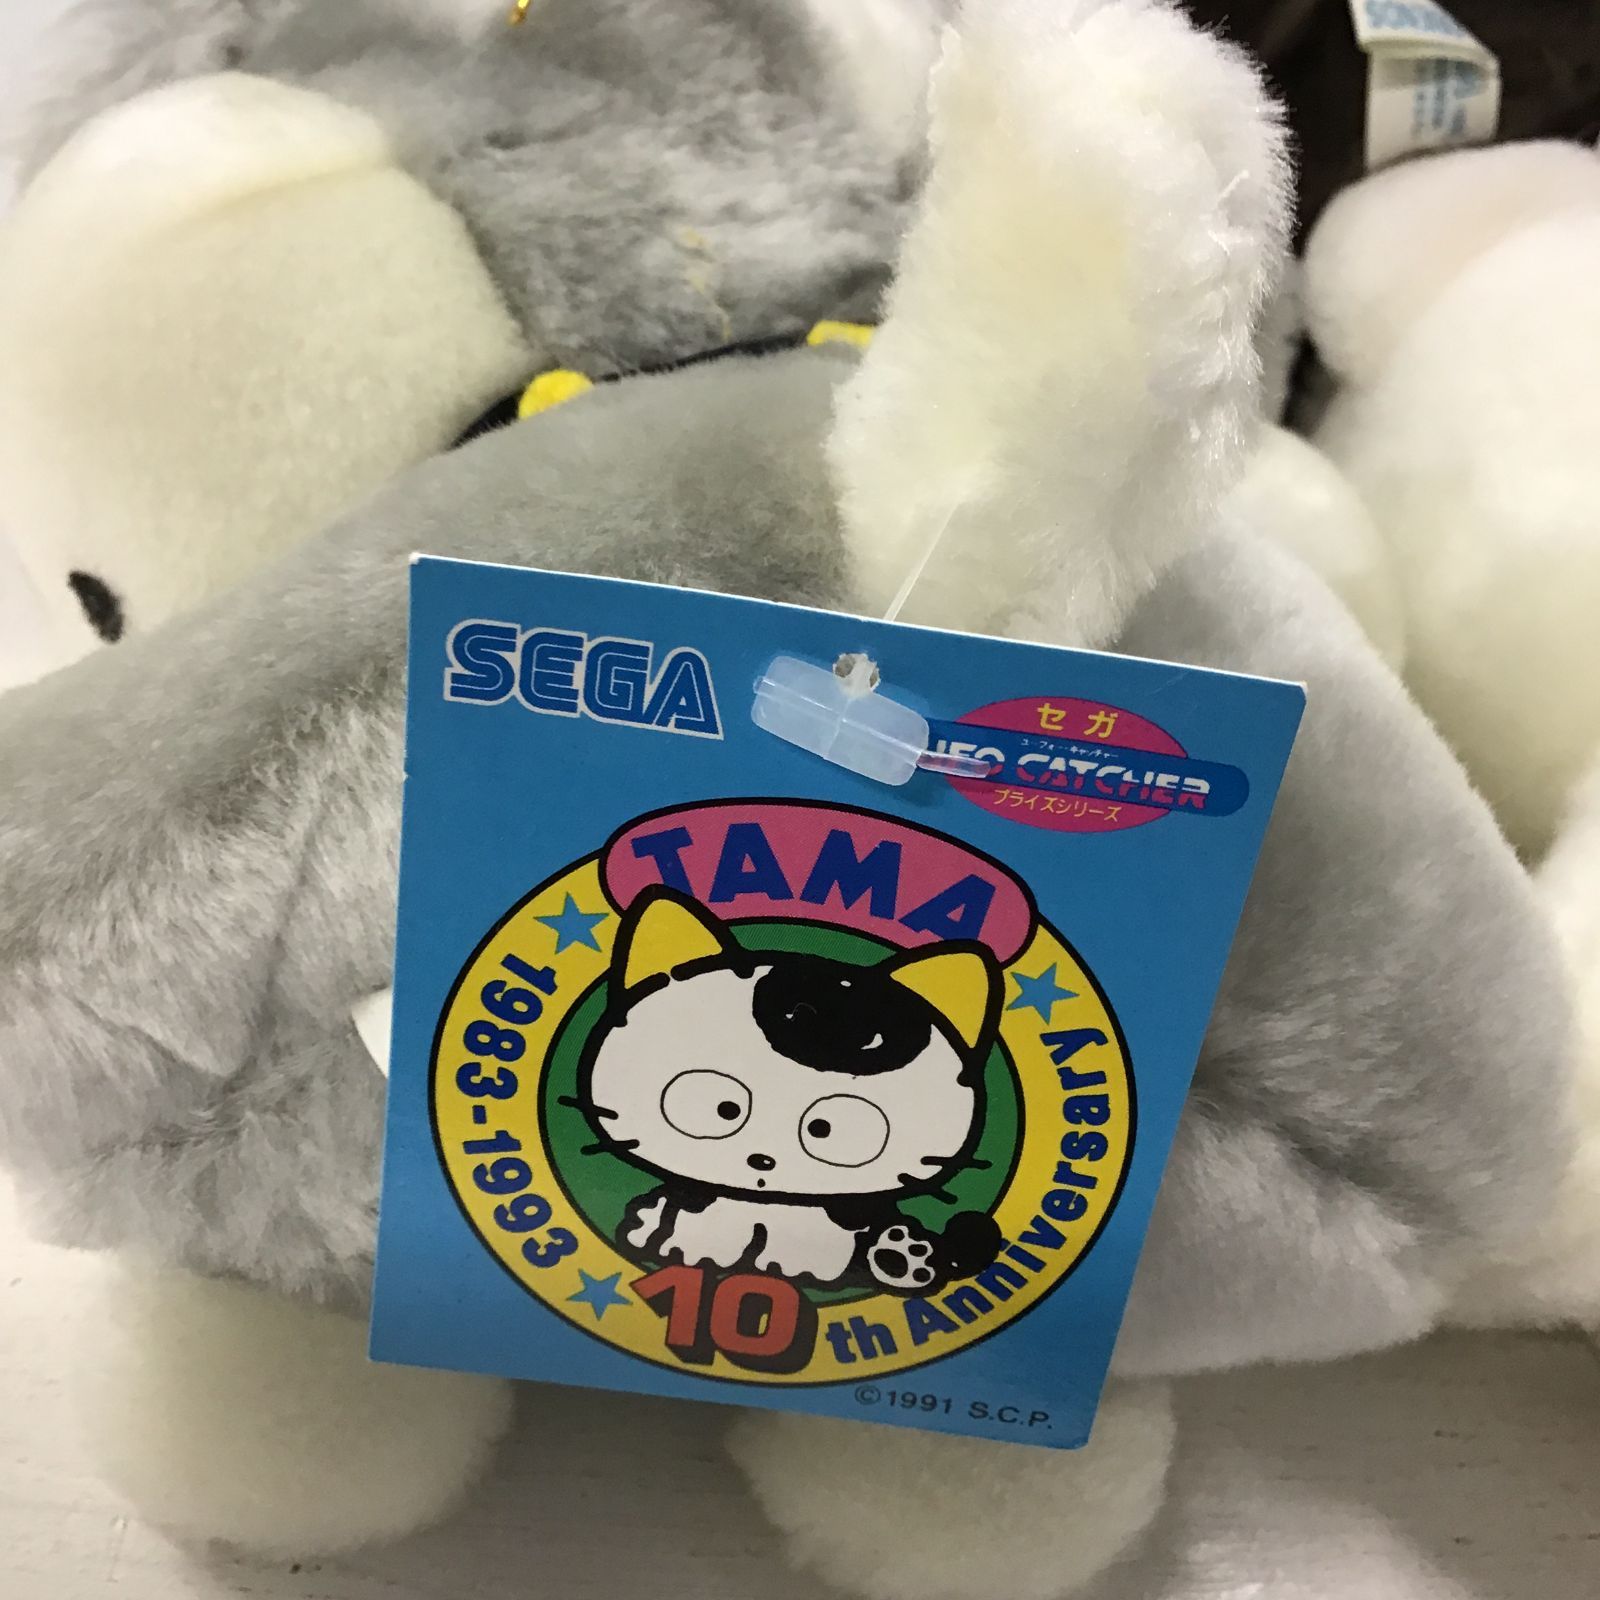 SEGA
セガ
ユーフォーキャッチャー
UFO CATCHER
プライズシリーズ
TAMA
1983-1993
10th Anniversary
©1991 S.C.P.